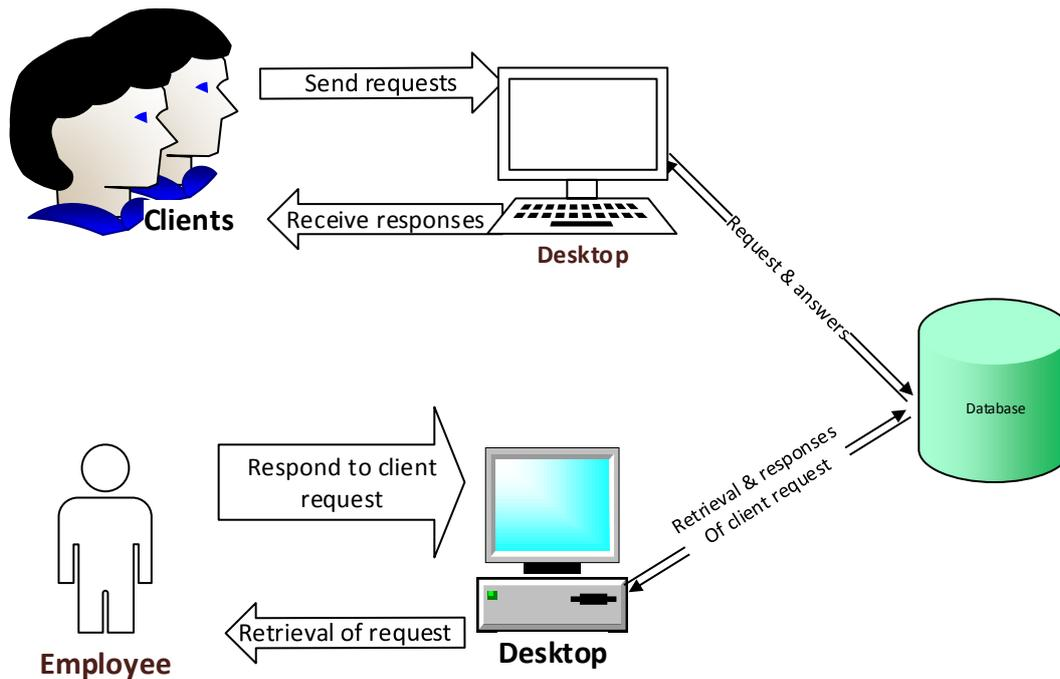 Send requests
Receive responses
Clients
Desktop
Request & answers
Database
Respond to client
request
Retrieval & responses
Of client request
Retrieval of request
Desktop
Employee